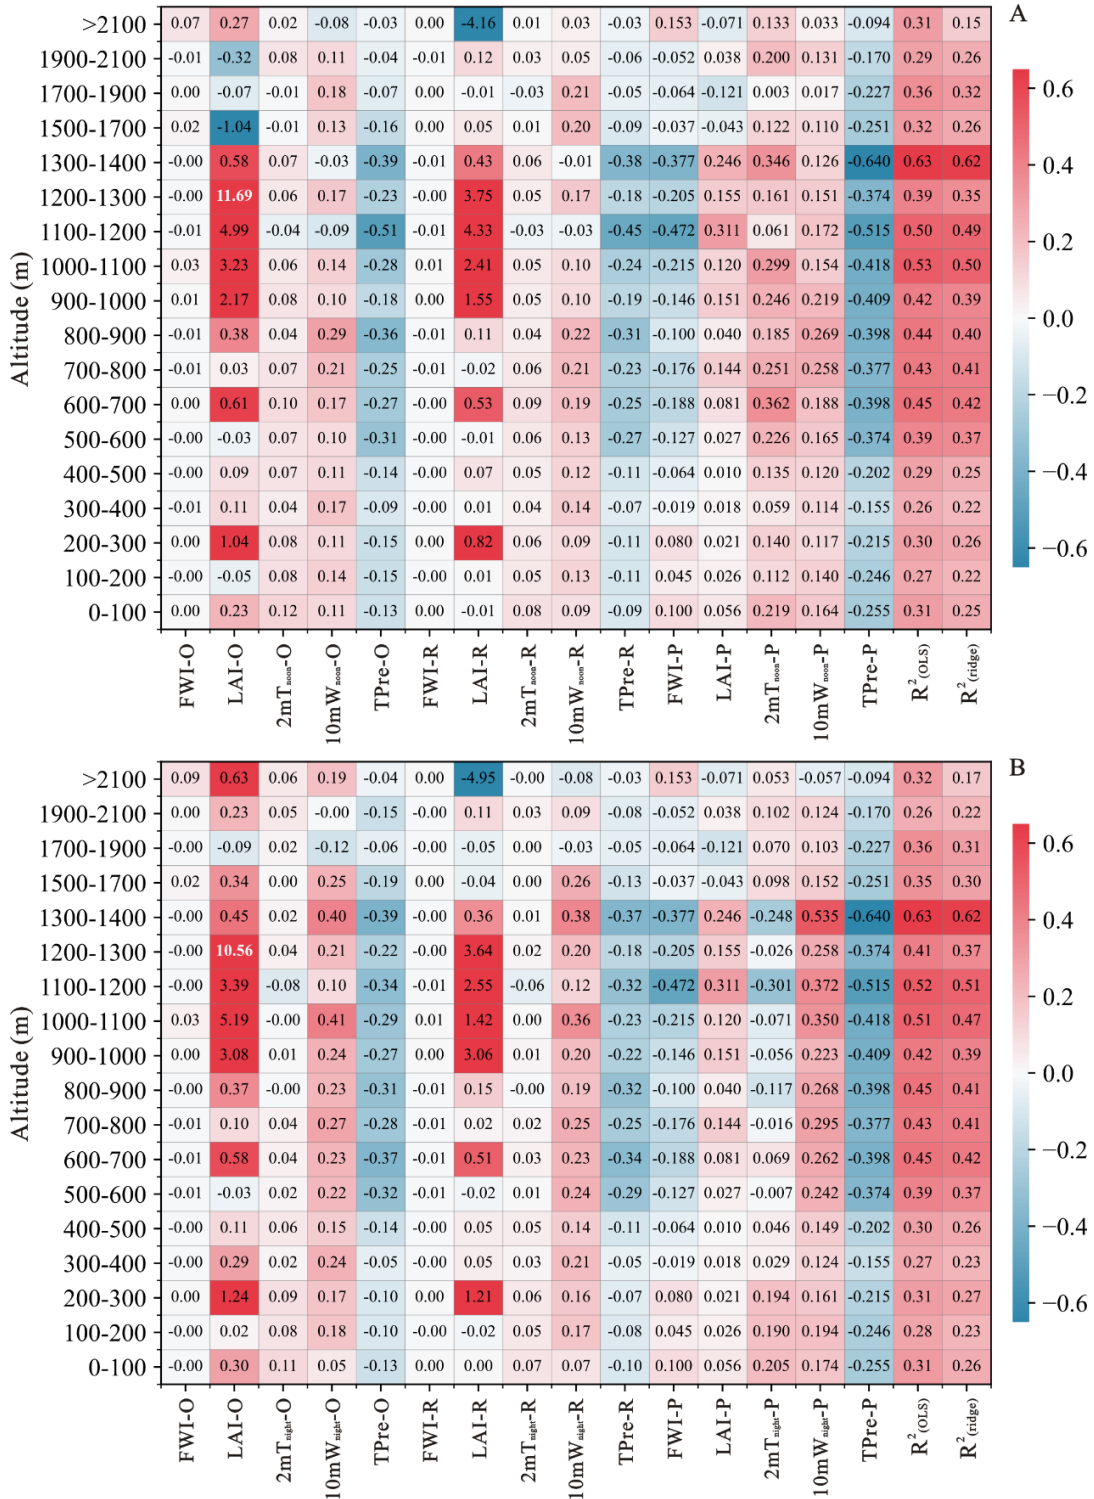 A
>2100 0.07 0.27 0.02 -0.08 -0.03 0.00 -4.16 0.01 0.03 -0.03 0.153 -0.071 0.133 0.033 -0.094 0.31 0.15
1900-2100 -0.01 -0.32 0.08 0.11 -0.04 -0.01 0.12 0.03 0.05 -0.06 -0.052 0.038 0.200 0.131 -0.170 0.29 0.26
1700-1900 0.00 -0.07 -0.01 0.18 -0.07 0.00 -0.01 -0.03 0.21 -0.05 -0.064 -0.121 0.003 0.017 -0.227 0.36 0.32
1500-1700 0.02 -1.04 -0.01 0.13 -0.16 0.00 0.05 0.01 0.20 -0.09 -0.037 -0.043 0.122 0.110 -0.251 0.32 0.26
1300-1400 -0.00 0.58 0.07 -0.03 -0.39 -0.01 0.43 0.06 -0.01 -0.38 -0.377 0.246 0.346 0.126 -0.640 0.63 0.62
1200-1300 -0.00 11.69 0.06 0.17 -0.23 -0.00 3.75 0.05 0.17 -0.18 -0.205 0.155 0.161 0.151 -0.374 0.39 0.35
1100-1200 -0.01 4.99 -0.04 -0.09 -0.51 -0.01 4.33 -0.03 -0.03 -0.45 -0.472 0.311 0.061 0.172 -0.515 0.50 0.49
1000-1100 0.03 3.23 0.06 0.14 -0.28 0.01 2.41 0.05 0.10 -0.24 -0.215 0.120 0.299 0.154 -0.418 0.53 0.50
900-1000 0.01 2.17 0.08 0.10 -0.18 0.00 1.55 0.05 0.10 -0.19 -0.146 0.151 0.246 0.219 -0.409 0.42 0.39
800-900 -0.01 0.38 0.04 0.29 -0.36 -0.01 0.11 0.04 0.22 -0.31 -0.100 0.040 0.185 0.269 -0.398 0.44 0.40
700-800 -0.01 0.03 0.07 0.21 -0.25 -0.01 -0.02 0.06 0.21 -0.23 -0.176 0.144 0.251 0.258 -0.377 0.43 0.41
600-700 0.00 0.61 0.10 0.17 -0.27 -0.00 0.53 0.09 0.19 -0.25 -0.188 0.081 0.362 0.188 -0.398 0.45 0.42
500-600 -0.00 -0.03 0.07 0.10 -0.31 -0.00 -0.01 0.06 0.13 -0.27 -0.127 0.027 0.226 0.165 -0.374 0.39 0.37
400-500 -0.00 0.09 0.07 0.11 -0.14 -0.00 0.07 0.05 0.12 -0.11 -0.064 0.010 0.135 0.120 -0.202 0.29 0.25
300-400 -0.01 0.11 0.04 0.17 -0.09 -0.00 0.01 0.04 0.14 -0.07 -0.019 0.018 0.059 0.114 -0.155 0.26 0.22
200-300 0.00 1.04 0.08 0.11 -0.15 0.00 0.82 0.06 0.09 -0.11 0.080 0.021 0.140 0.117 -0.215 0.30 0.26
100-200 -0.00 -0.05 0.08 0.14 -0.15 -0.00 0.01 0.05 0.13 -0.11 0.045 0.026 0.112 0.140 -0.246 0.27 0.22
0-100 0.00 0.23 0.12 0.11 -0.13 0.00 -0.01 0.08 0.09 -0.09 0.100 0.056 0.219 0.164 -0.255 0.31 0.25
Altitude (m)
FWI-O LAI-O 2mTnoon-O 10mWnoon-O TPre-O FWI-R LAI-R 2mTnoon-R 10mWnoon-R TPre-R FWI-P LAI-P 2mTnoon-P 10mWnoon-P TPre-P R²(OLS) R²(ridge)
0.6
0.4
0.2
0.0
−0.2
−0.4
−0.6
B
>2100 0.09 0.63 0.06 0.19 -0.04 0.00 -4.95 -0.00 -0.08 -0.03 0.153 -0.071 0.053 -0.057 -0.094 0.32 0.17
1900-2100 0.00 0.23 0.05 -0.00 -0.15 0.00 0.11 0.03 0.09 -0.08 -0.052 0.038 0.102 0.124 -0.170 0.26 0.22
1700-1900 -0.00 -0.09 0.02 -0.12 -0.06 0.00 -0.05 0.00 -0.03 -0.05 -0.064 -0.121 0.070 0.103 -0.227 0.36 0.31
1500-1700 0.02 0.34 0.00 0.25 -0.19 0.00 -0.04 0.00 0.26 -0.13 -0.037 -0.043 0.098 0.152 -0.251 0.35 0.30
1300-1400 -0.00 0.45 0.02 0.40 -0.39 -0.00 0.36 0.01 0.38 -0.37 -0.377 0.246 -0.248 0.535 -0.640 0.63 0.62
1200-1300 -0.00 10.56 0.04 0.21 -0.22 -0.00 3.64 0.02 0.20 -0.18 -0.205 0.155 -0.026 0.258 -0.374 0.41 0.37
1100-1200 -0.00 3.39 -0.08 0.10 -0.34 -0.01 2.55 -0.06 0.12 -0.32 -0.472 0.311 -0.301 0.372 -0.515 0.52 0.51
1000-1100 0.03 5.19 -0.00 0.41 -0.29 0.01 1.42 0.00 0.36 -0.23 -0.215 0.120 -0.071 0.350 -0.418 0.51 0.47
900-1000 0.00 3.08 0.01 0.24 -0.27 0.00 3.06 0.01 0.20 -0.22 -0.146 0.151 -0.056 0.223 -0.409 0.42 0.39
800-900 -0.00 0.37 -0.00 0.23 -0.31 -0.01 0.15 -0.00 0.19 -0.32 -0.100 0.040 -0.117 0.268 -0.398 0.45 0.41
700-800 -0.01 0.10 0.04 0.27 -0.28 -0.01 0.02 0.02 0.25 -0.25 -0.176 0.144 -0.016 0.295 -0.377 0.43 0.41
600-700 -0.01 0.58 0.04 0.23 -0.37 -0.01 0.51 0.03 0.23 -0.34 -0.188 0.081 0.069 0.262 -0.398 0.45 0.42
500-600 -0.01 -0.03 0.02 0.22 -0.32 -0.01 -0.02 0.01 0.24 -0.29 -0.127 0.027 -0.007 0.242 -0.374 0.39 0.37
400-500 -0.00 0.11 0.06 0.15 -0.14 -0.00 0.05 0.05 0.14 -0.11 -0.064 0.010 0.046 0.149 -0.202 0.30 0.26
300-400 -0.00 0.29 0.02 0.24 -0.05 -0.00 0.05 0.03 0.21 -0.05 -0.019 0.018 0.029 0.124 -0.155 0.27 0.23
200-300 -0.00 1.24 0.09 0.17 -0.10 0.00 1.21 0.06 0.16 -0.07 0.080 0.021 0.194 0.161 -0.215 0.31 0.27
100-200 -0.00 0.02 0.08 0.18 -0.10 -0.00 -0.02 0.05 0.17 -0.08 0.045 0.026 0.190 0.194 -0.246 0.28 0.23
0-100 -0.00 0.30 0.11 0.05 -0.13 0.00 0.00 0.07 0.07 -0.10 0.100 0.056 0.205 0.174 -0.255 0.31 0.26
Altitude (m)
FWI-O LAI-O 2mTnight-O 10mWnight-O TPre-O FWI-R LAI-R 2mTnight-R 10mWnight-R TPre-R FWI-P LAI-P 2mTnight-P 10mWnight-P TPre-P R²(OLS) R²(ridge)
0.6
0.4
0.2
0.0
−0.2
−0.4
−0.6